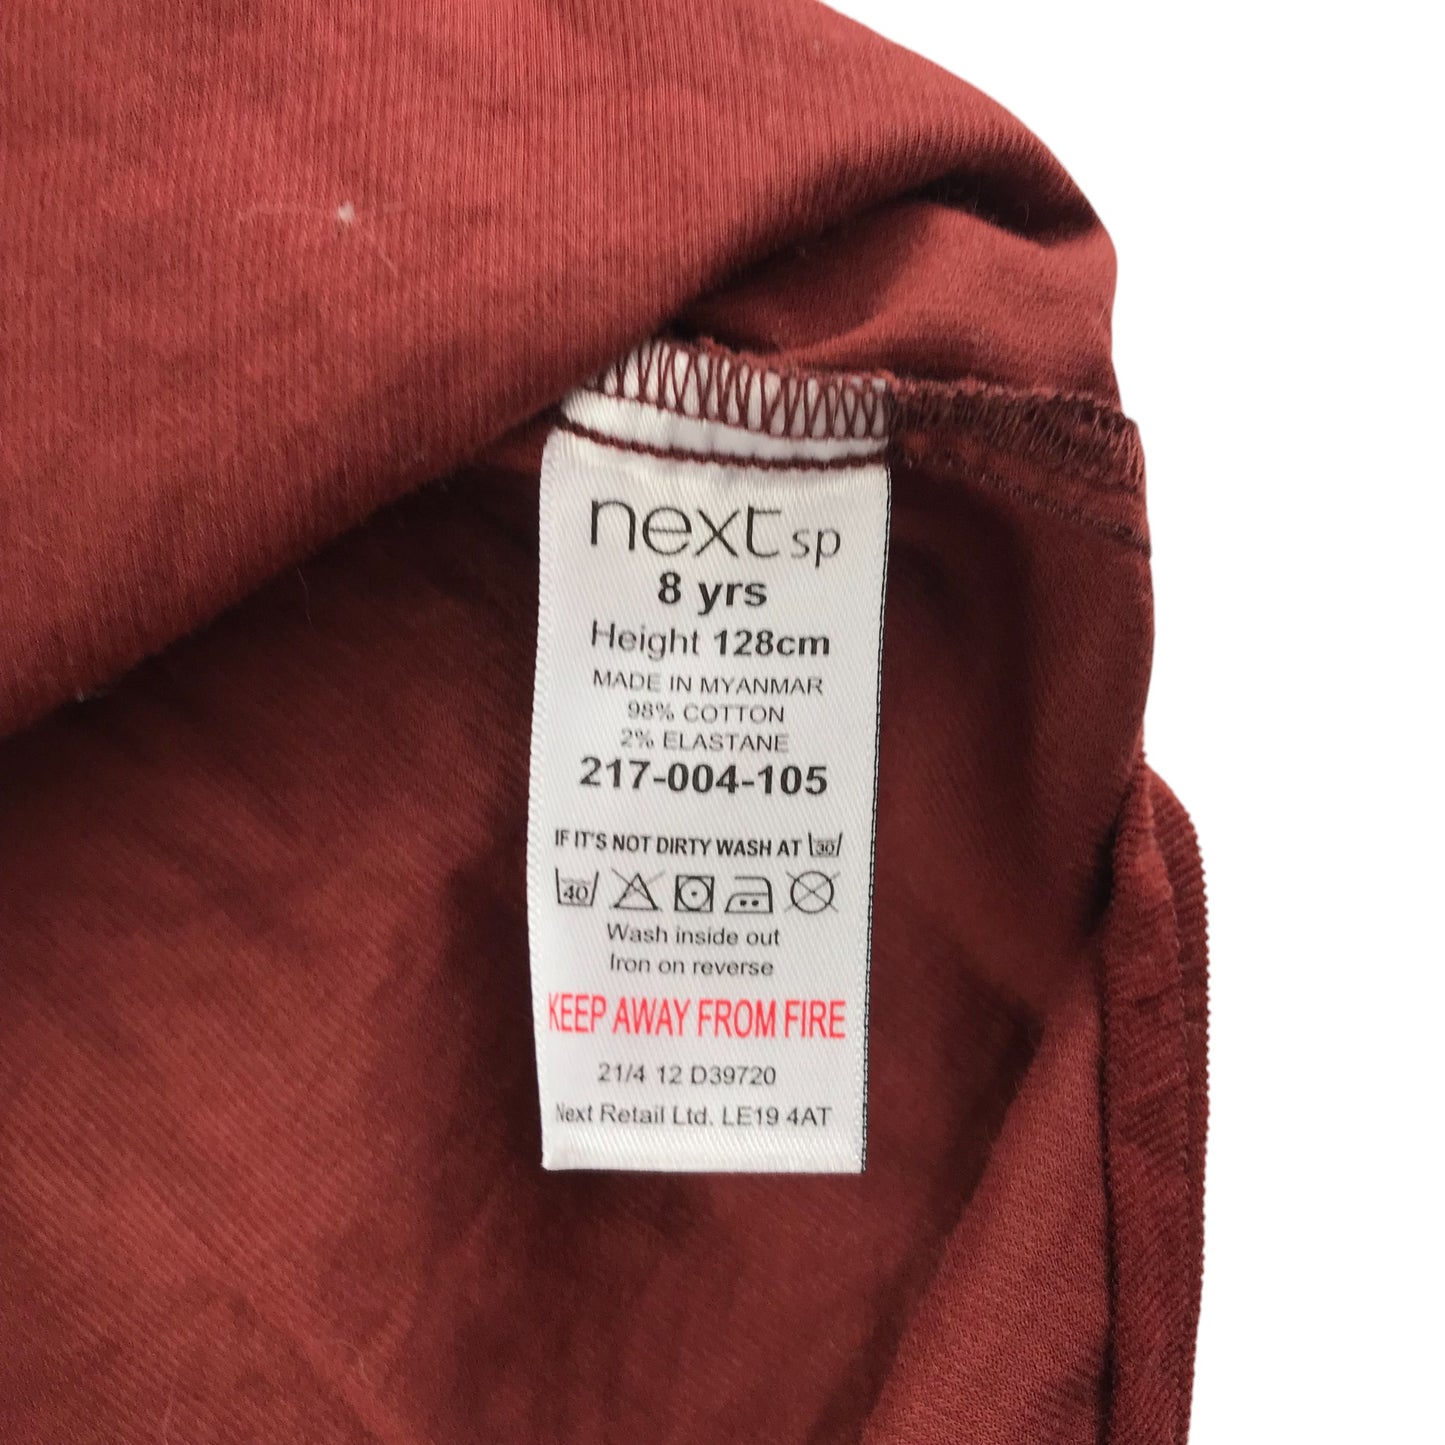 next sp
8 yrs
Height 128cm
MADE IN MYANMAR
98% COTTON
2% ELASTANE
217-004-105
IF IT'S NOT DIRTY WASH AT 30
40
Wash inside out
Iron on reverse
KEEP AWAY FROM FIRE
21/4 12 D39720
Next Retail Ltd. LE19 4AT